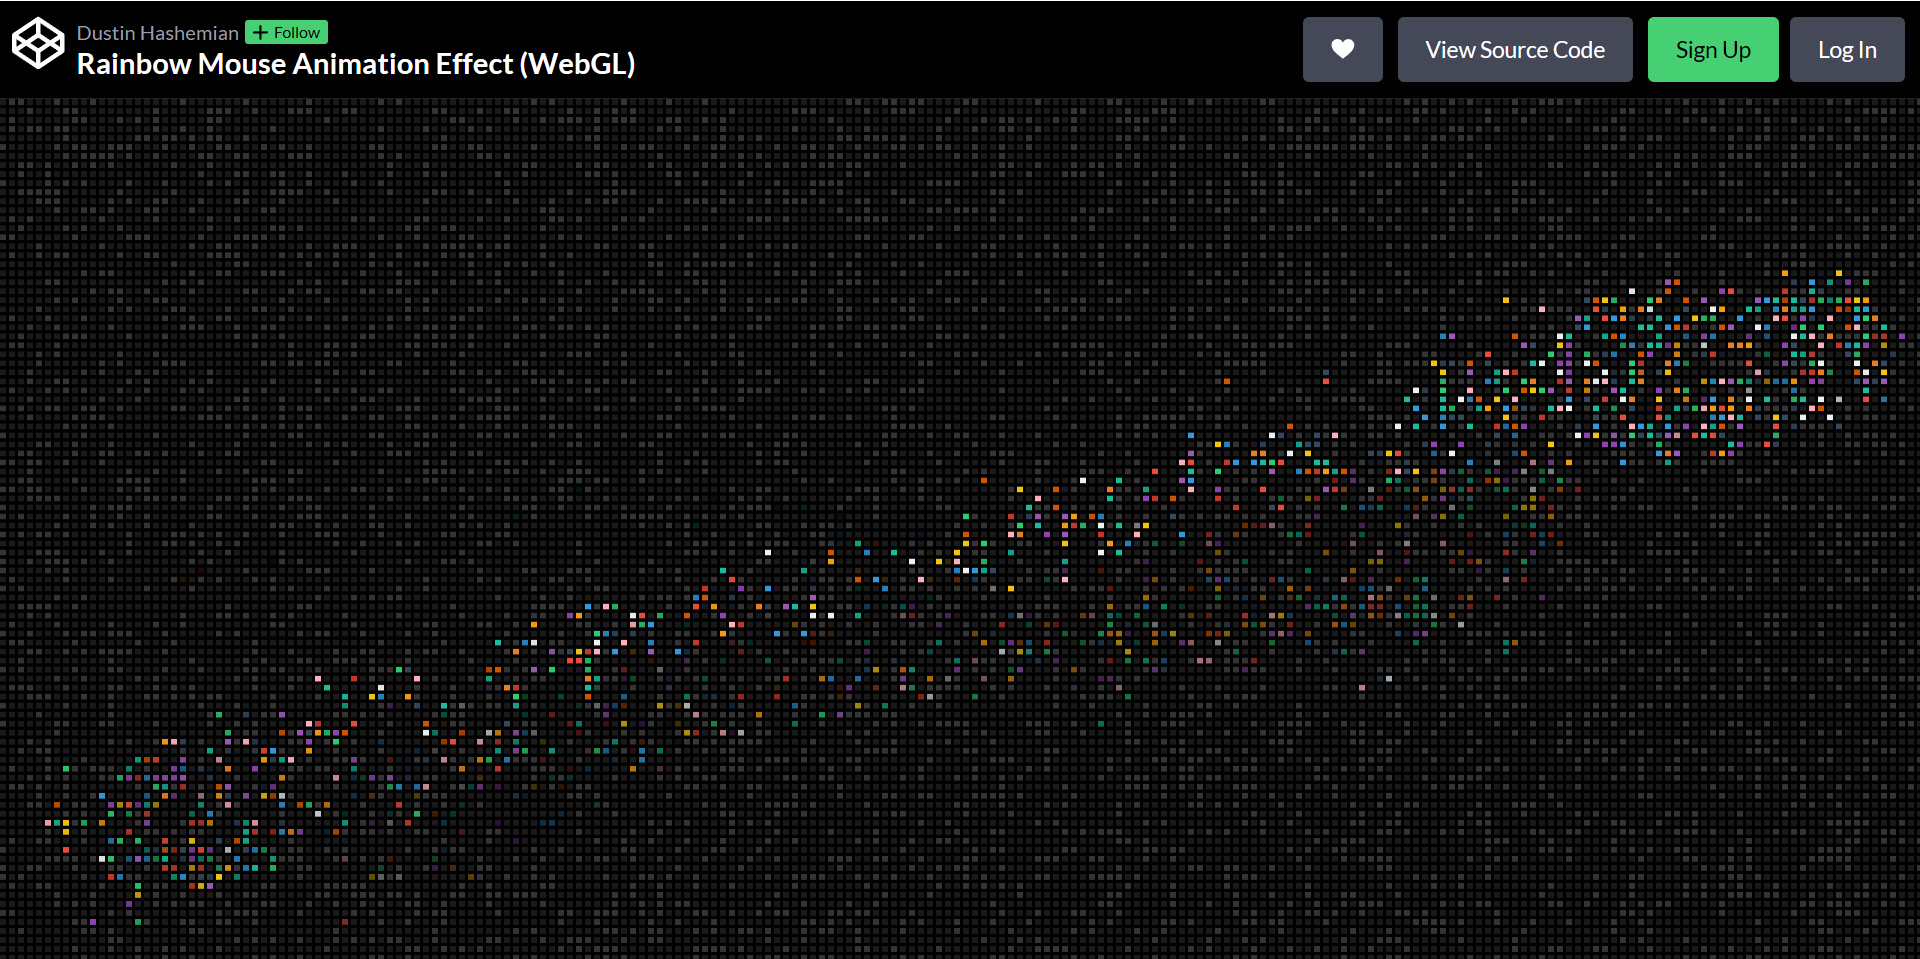 Dustin Hashemian + Follow
Rainbow Mouse Animation Effect (WebGL)
View Source Code
Sign Up
Log In